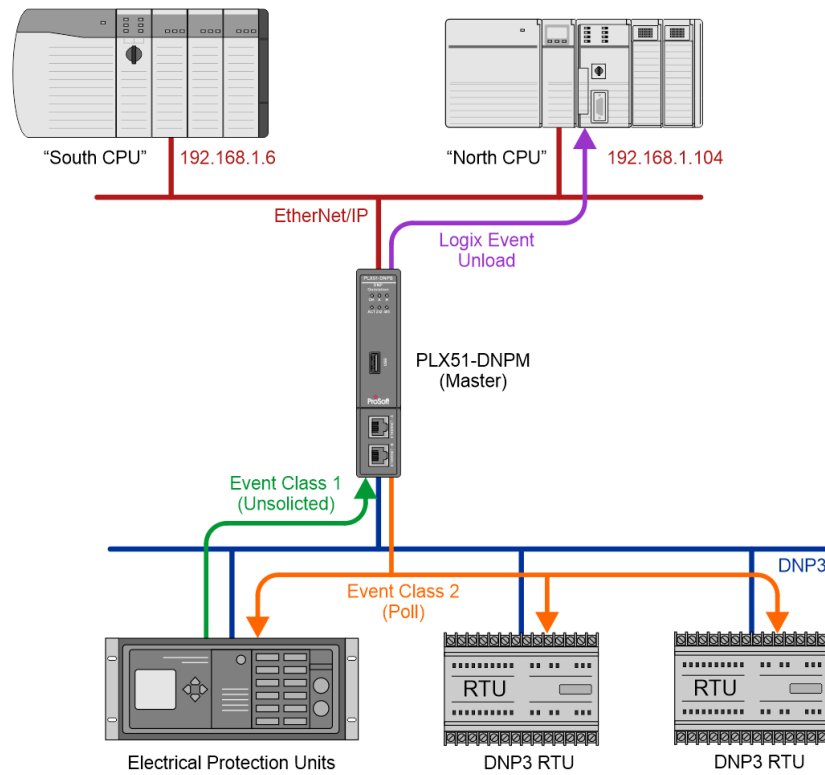 "South CPU"
192.168.1.6
"North CPU"
192.168.1.104
EtherNet/IP
Logix Event
Unload
PLX51-DNPM
(Master)
ProSoft
Event Class 1
(Unsolicted)
DNP3
Event Class 2
(Poll)
RTU
RTU
Electrical Protection Units
DNP3 RTU
DNP3 RTU